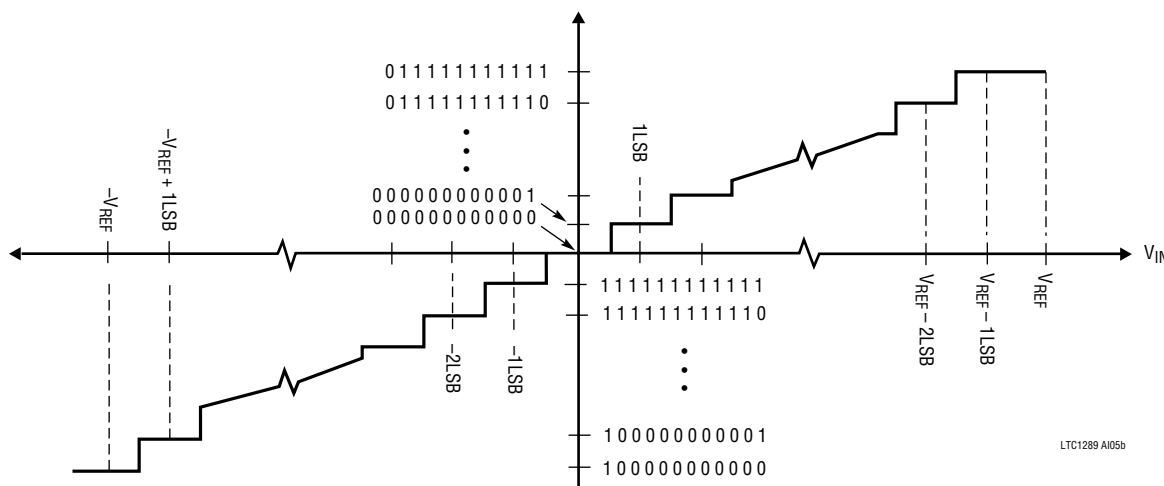 011111111111
011111111110
000000000001
000000000000
–VREF
–VREF + 1LSB
1LSB
VIN
–2LSB
–1LSB
VREF – 2LSB
VREF – 1LSB
VREF
111111111111
111111111110
100000000001
100000000000
LTC1289 AI05b